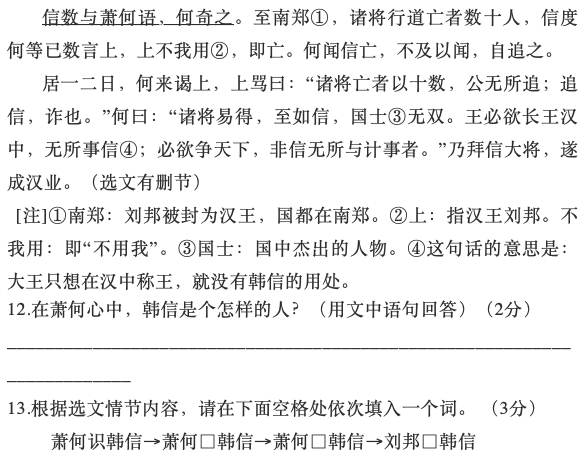 信数与萧何语，何奇之。至南郑①，诸将行道亡者数十人，信度
何等已数言上，上不我用②，即亡。何闻信亡，不及以闻，自追之。
居一二日，何来谒上，上骂曰：“诸将亡者以十数，公无所追；追
信，诈也。”何曰：“诸将易得，至如信，国士③无双。王必欲长王汉
中，无所事信④；必欲争天下，非信无所与计事者。”乃拜信大将，遂
成汉业。（选文有删节）
[注]①南郑：刘邦被封为汉王，国都在南郑。②上：指汉王刘邦。不
我用：即“不用我”。③国士：国中杰出的人物。④这句话的意思是：
大王只想在汉中称王，就没有韩信的用处。
12.在萧何心中，韩信是个怎样的人？（用文中语句回答）（2分）
13.根据选文情节内容，请在下面空格处依次填入一个词。（3分）
萧何识韩信→萧何□韩信→萧何□韩信→刘邦□韩信